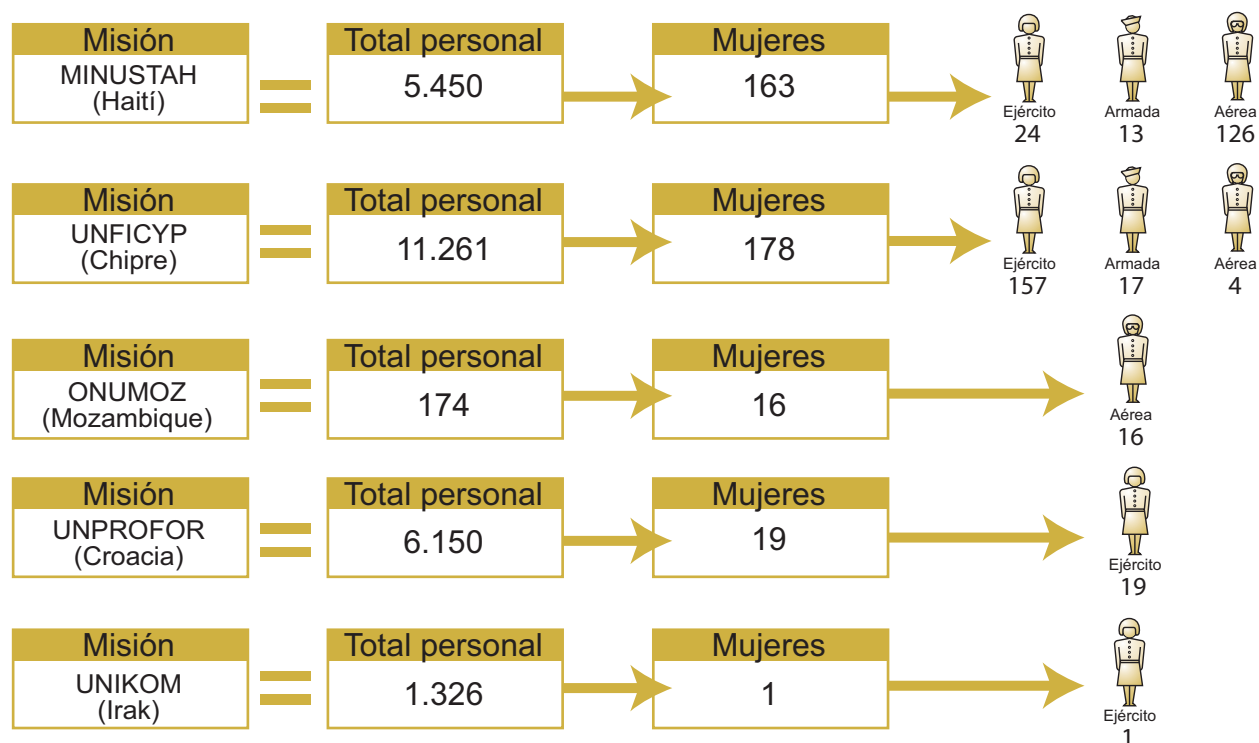 Misión
Total personal
Mujeres
MINUSTAH
(Haití)
5.450
163
Ejército
Armada
Aérea
24
13
126
Misión
Total personal
Mujeres
UNFICYP
(Chipre)
11.261
178
Ejército
Armada
Aérea
157
17
4
Misión
Total personal
Mujeres
ONUMOZ
(Mozambique)
174
16
Aérea
16
Misión
Total personal
Mujeres
UNPROFOR
(Croacia)
6.150
19
Ejército
19
Misión
Total personal
Mujeres
UNIKOM
(Irak)
1.326
1
Ejército
1